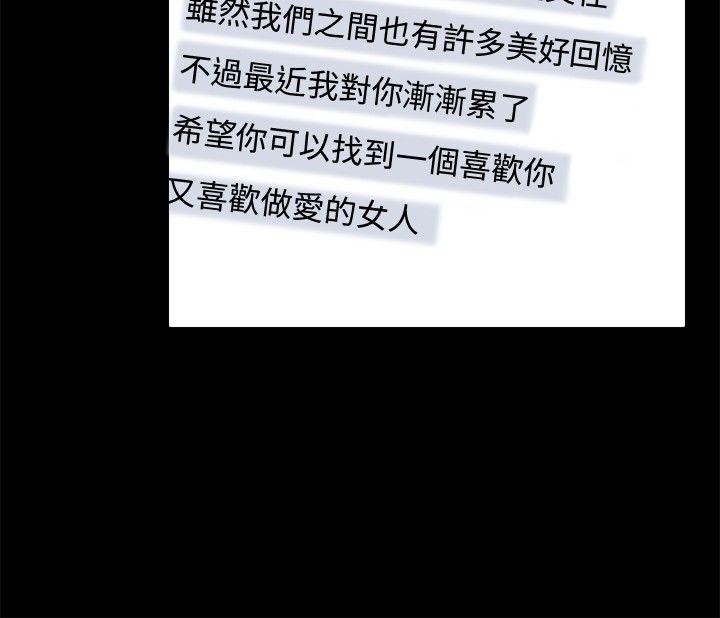 雖然我們之間也有許多美好回憶
不過最近我對你漸漸累了
希望你可以找到一個喜歡你
又喜歡做愛的女人